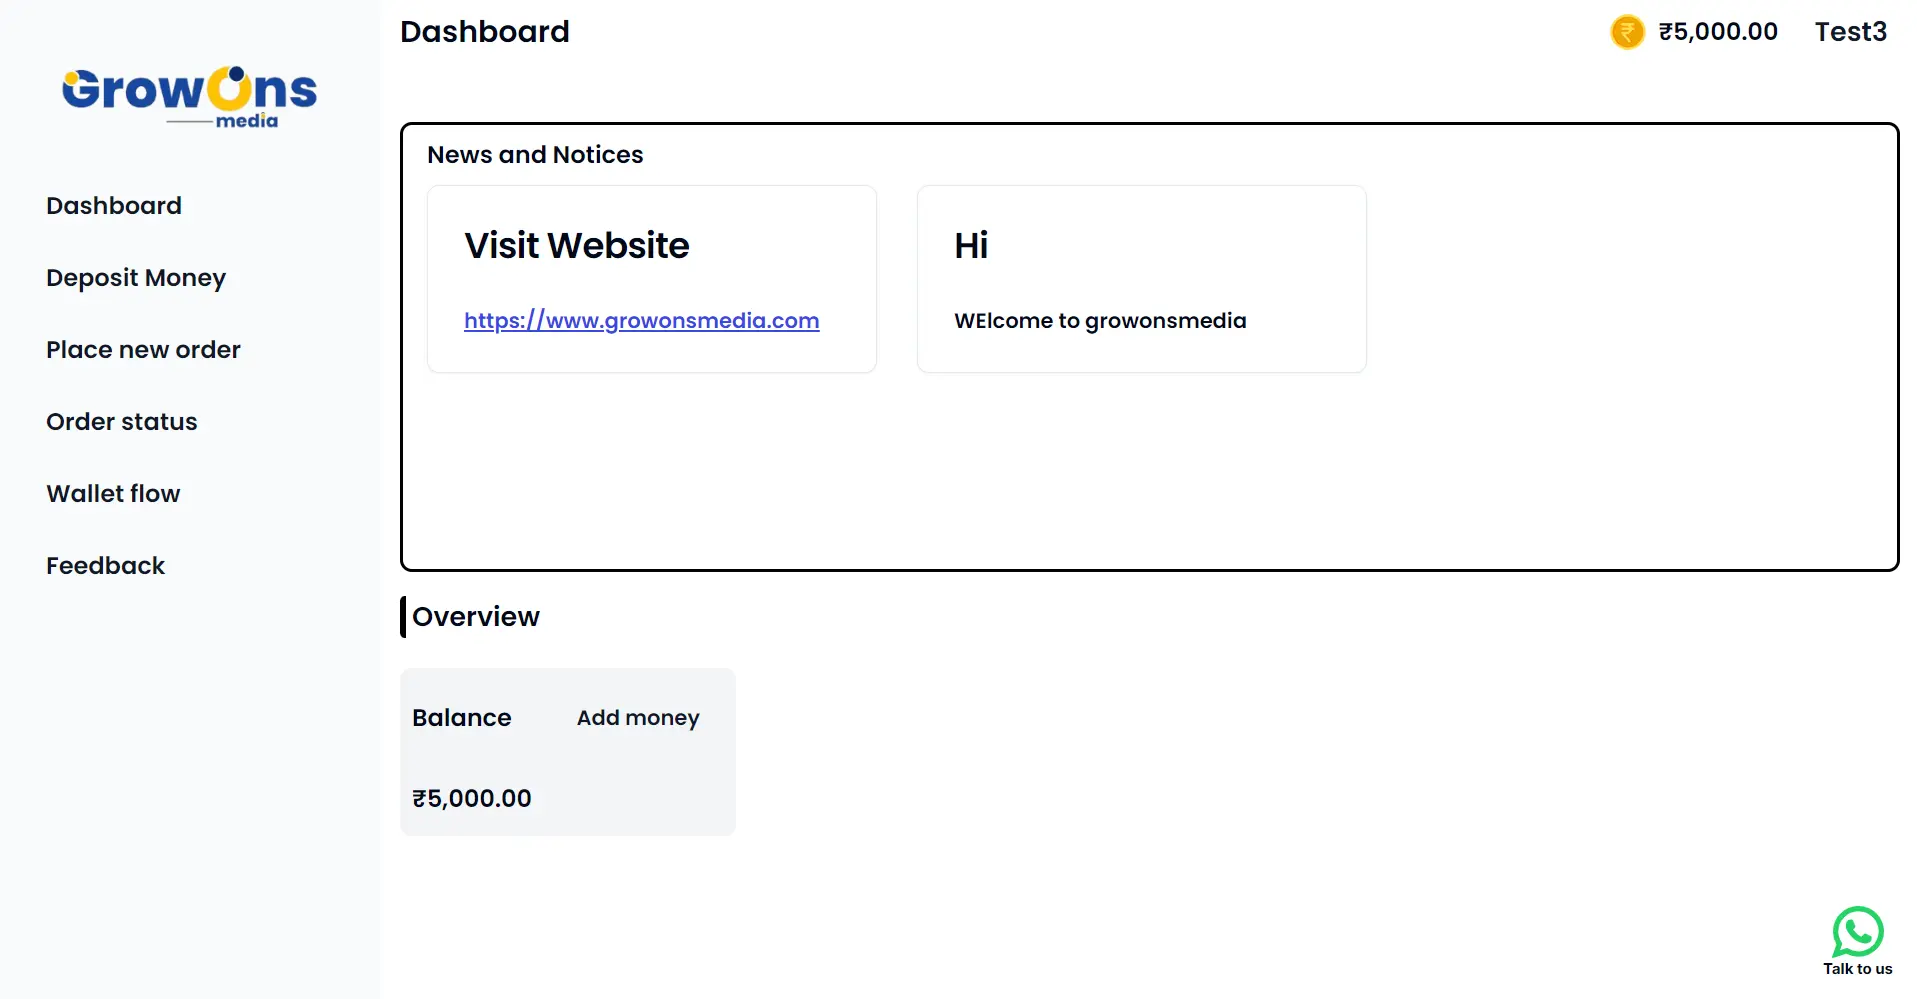 GrowOns
media
Dashboard
Deposit Money
Place new order
Order status
Wallet flow
Feedback
Dashboard
₹5,000.00
Test3
News and Notices
Visit Website
https://www.growonsmedia.com
Hi
WElcome to growonsmedia
Overview
Balance
Add money
₹5,000.00
Talk to us